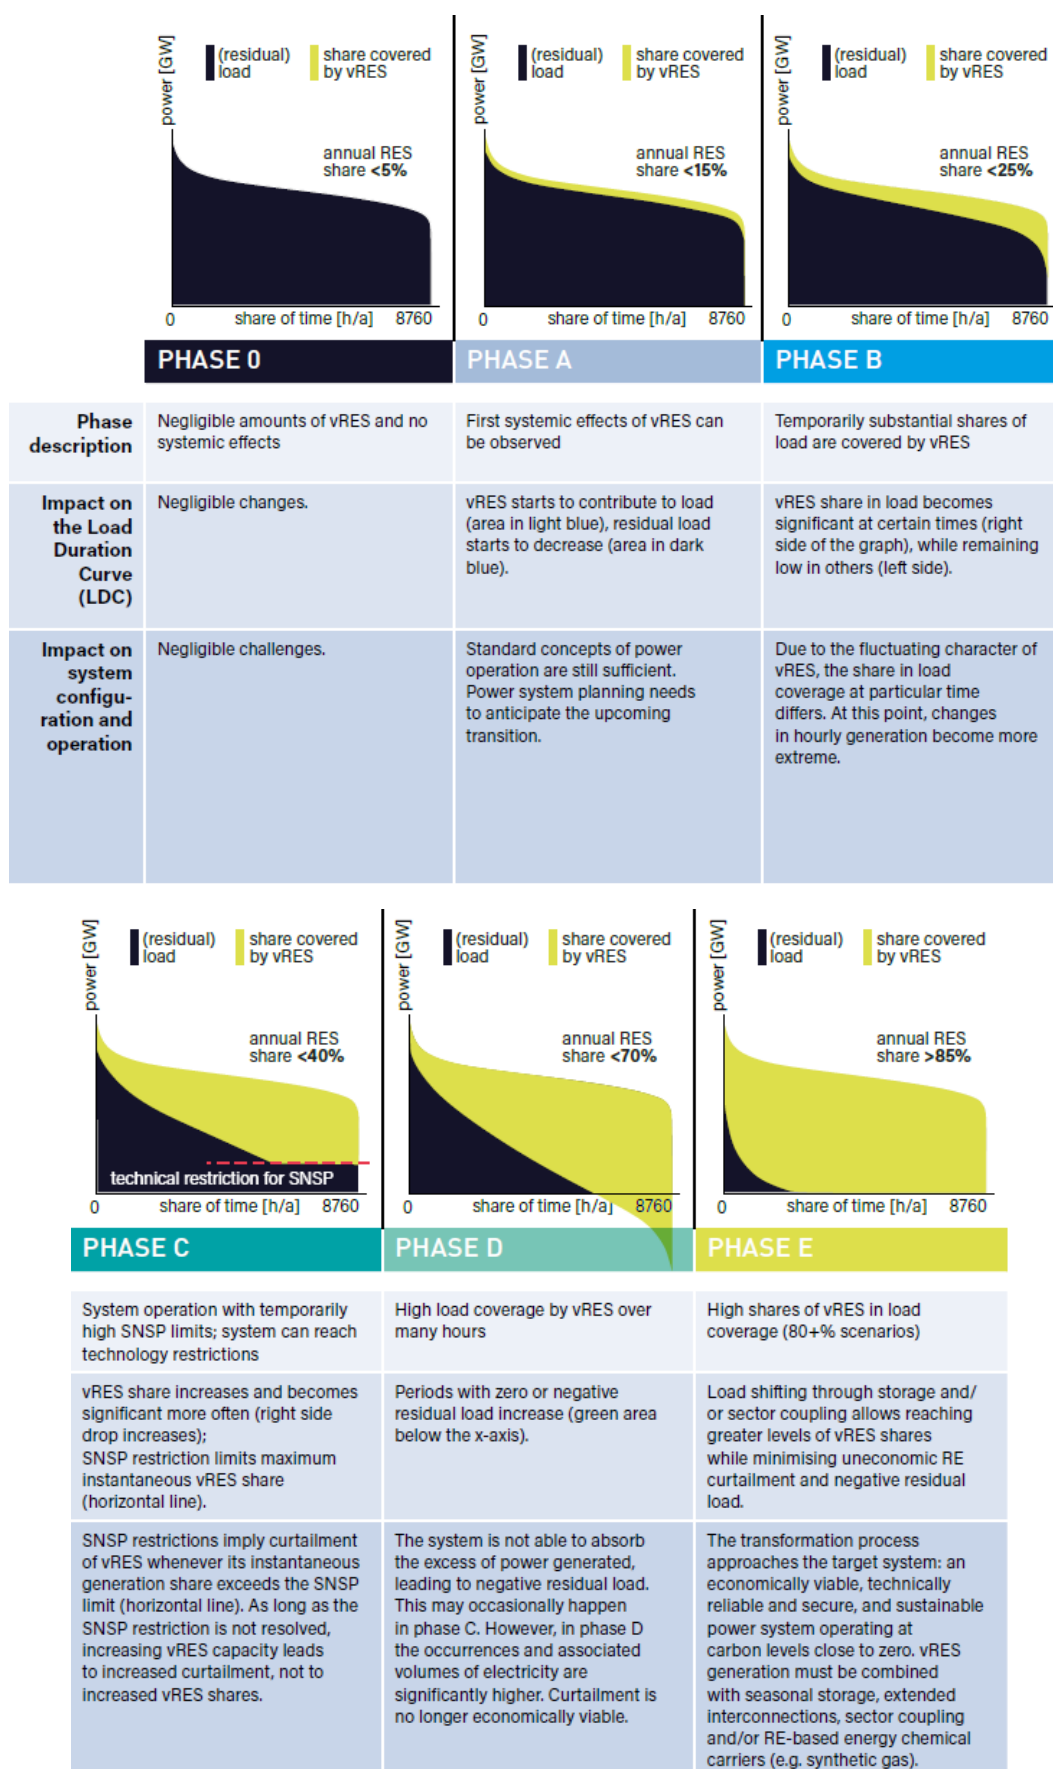 power [GW]
(residual)
load
share covered
by vRES
annual RES
share <5%
0
share of time [h/a]
8760
PHASE 0
power [GW]
(residual)
load
share covered
by vRES
annual RES
share <15%
0
share of time [h/a]
8760
PHASE A
power [GW]
(residual)
load
share covered
by vRES
annual RES
share <25%
0
share of time [h/a]
8760
PHASE B
Phase
description
Negligible amounts of vRES and no
systemic effects
First systemic effects of vRES can
be observed
Temporarily substantial shares of
load are covered by vRES
Impact on
the Load
Duration
Curve
(LDC)
Negligible changes.
vRES starts to contribute to load
(area in light blue), residual load
starts to decrease (area in dark
blue).
vRES share in load becomes
significant at certain times (right
side of the graph), while remaining
low in others (left side).
Impact on
system
configu-
ration and
operation
Negligible challenges.
Standard concepts of power
operation are still sufficient.
Power system planning needs
to anticipate the upcoming
transition.
Due to the fluctuating character of
vRES, the share in load
coverage at particular time
differs. At this point, changes
in hourly generation become more
extreme.
power [GW]
(residual)
load
share covered
by vRES
annual RES
share <40%
technical restriction for SNSP
0
share of time [h/a]
8760
PHASE C
power [GW]
(residual)
load
share covered
by vRES
annual RES
share <70%
0
share of time [h/a]
8760
PHASE D
power [GW]
(residual)
load
share covered
by vRES
annual RES
share >85%
0
share of time [h/a]
8760
PHASE E
System operation with temporarily
high SNSP limits; system can reach
technology restrictions
High load coverage by vRES over
many hours
High shares of vRES in load
coverage (80+% scenarios)
vRES share increases and becomes
significant more often (right side
drop increases);
SNSP restriction limits maximum
instantaneous vRES share
(horizontal line).
Periods with zero or negative
residual load increase (green area
below the x-axis).
Load shifting through storage and/
or sector coupling allows reaching
greater levels of vRES shares
while minimising uneconomic RE
curtailment and negative residual
load.
SNSP restrictions imply curtailment
of vRES whenever its instantaneous
generation share exceeds the SNSP
limit (horizontal line). As long as the
SNSP restriction is not resolved,
increasing vRES capacity leads
to increased curtailment, not to
increased vRES shares.
The system is not able to absorb
the excess of power generated,
leading to negative residual load.
This may occasionally happen
in phase C. However, in phase D
the occurrences and associated
volumes of electricity are
significantly higher. Curtailment is
no longer economically viable.
The transformation process
approaches the target system: an
economically viable, technically
reliable and secure, and sustainable
power system operating at
carbon levels close to zero. vRES
generation must be combined
with seasonal storage, extended
interconnections, sector coupling
and/or RE-based energy chemical
carriers (e.g. synthetic gas).